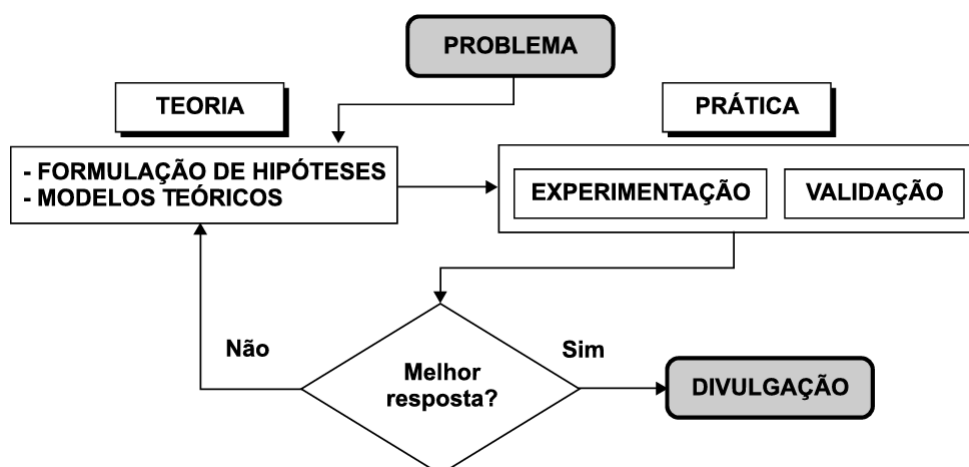 PROBLEMA
TEORIA
PRÁTICA
- FORMULAÇÃO DE HIPÓTESES
- MODELOS TEÓRICOS
EXPERIMENTAÇÃO
VALIDAÇÃO
Não
Sim
Melhor
resposta?
DIVULGAÇÃO